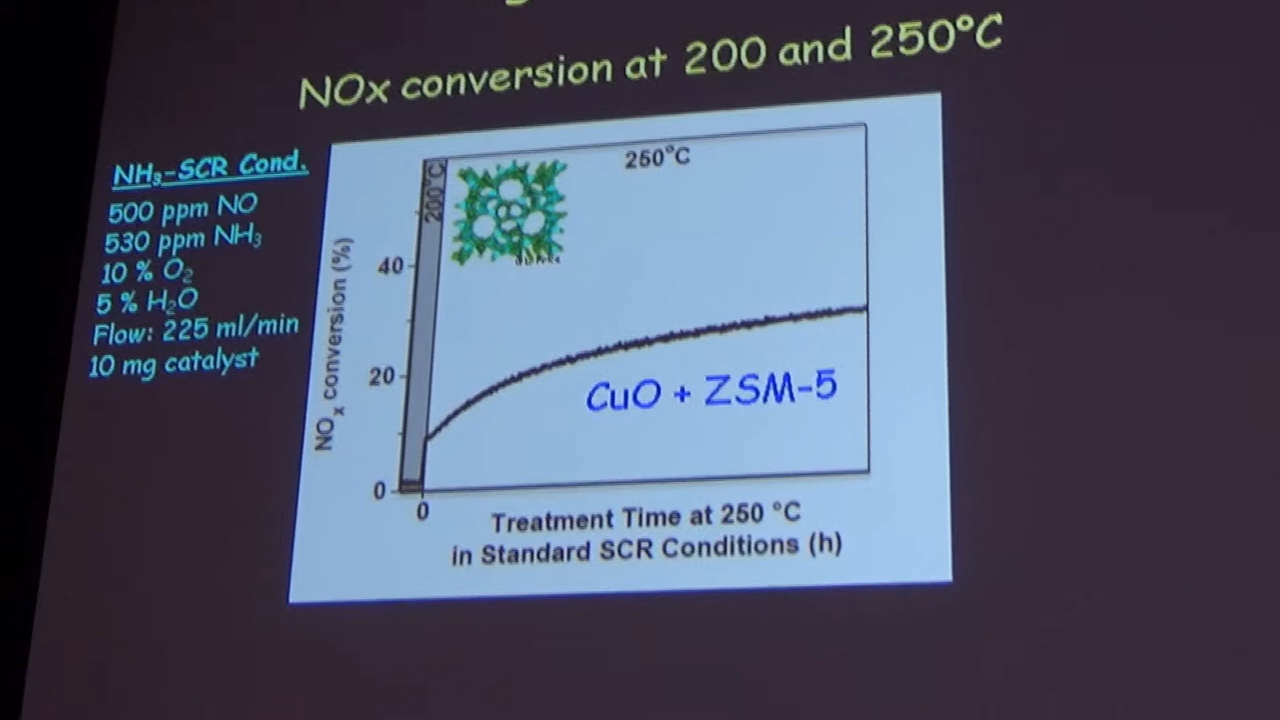 NOx conversion at 200 and 250°C
NH₃-SCR Cond.
500 ppm NO
530 ppm NH₃
10 % O₂
5 % H₂O
Flow: 225 ml/min
10 mg catalyst
200°C
250°C
NOₓ conversion (%)
40
20
0
CuO + ZSM-5
0
Treatment Time at 250 °C
in Standard SCR Conditions (h)